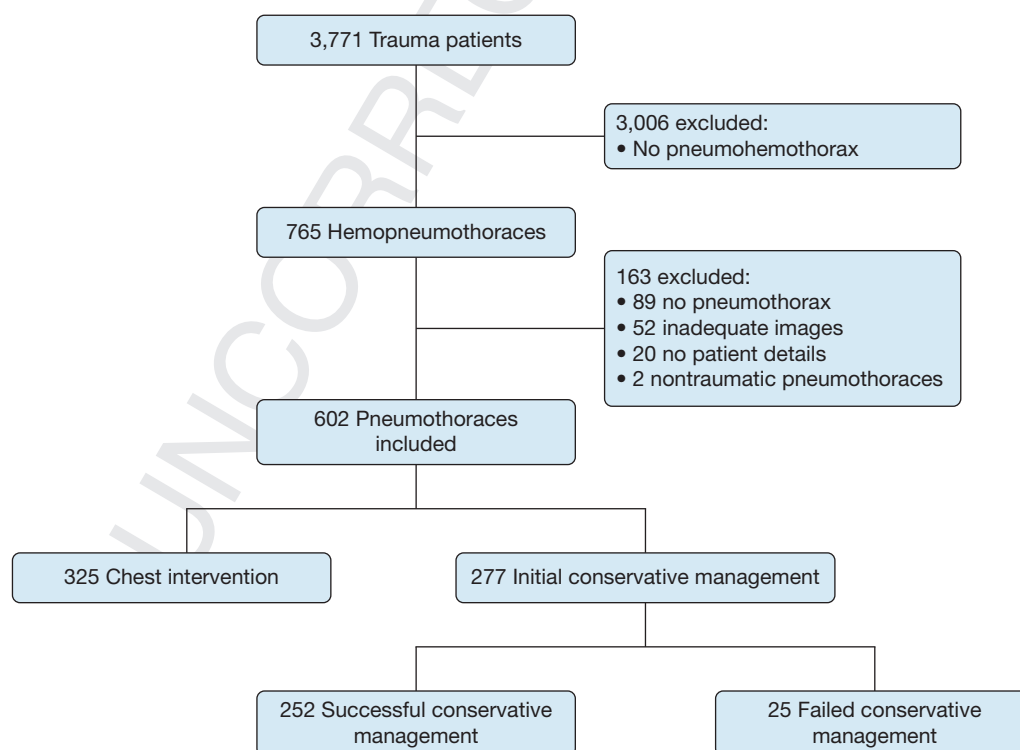 3,771 Trauma patients
3,006 excluded:
• No pneumohemothorax
765 Hemopneumothoraces
163 excluded:
• 89 no pneumothorax
• 52 inadequate images
• 20 no patient details
• 2 nontraumatic pneumothoraces
602 Pneumothoraces
included
325 Chest intervention
277 Initial conservative management
252 Successful conservative
management
25 Failed conservative
management
UNCORREC